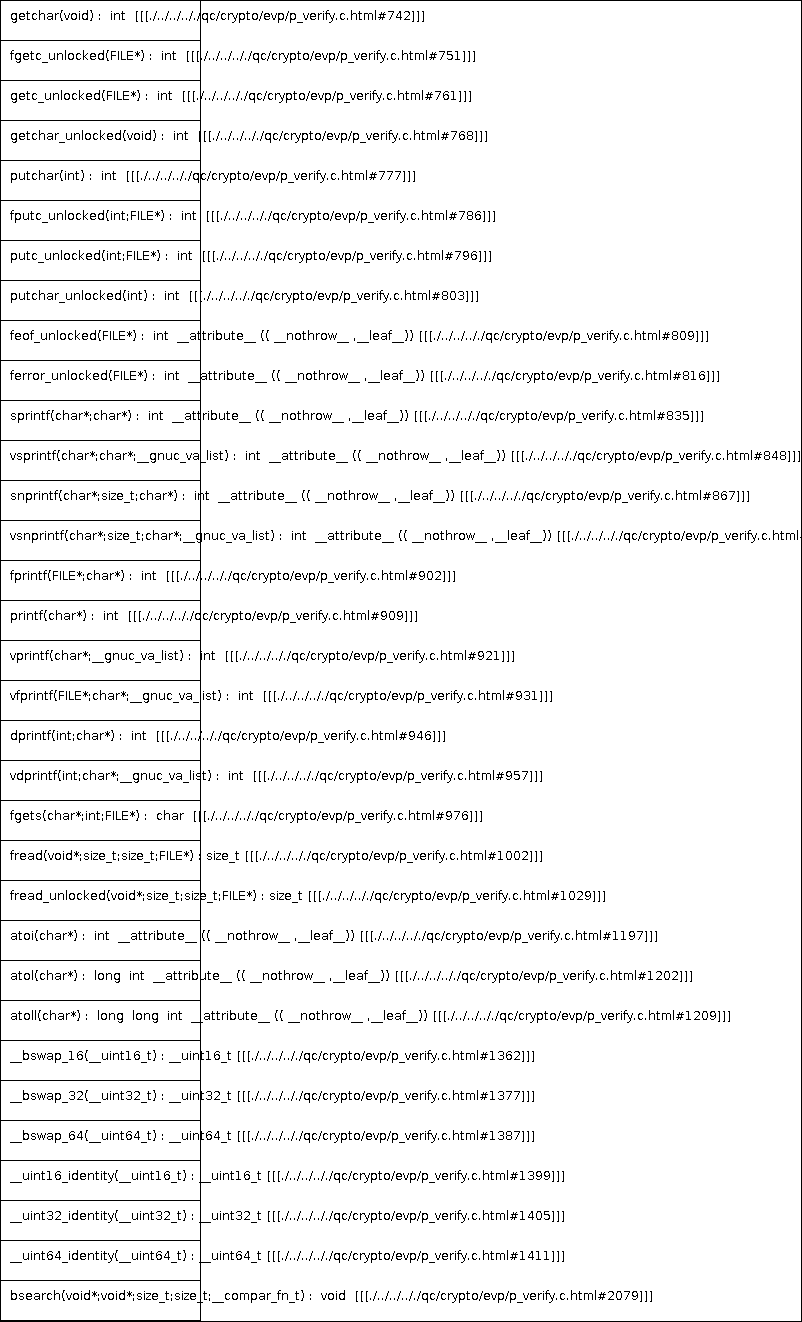 getchar(void) : int [[[./../../../qc/crypto/evp/p_verify.c.html#742]]]
fgetc_unlocked(FILE*) : int [[[./../../../qc/crypto/evp/p_verify.c.html#751]]]
getc_unlocked(FILE*) : int [[[./../../../qc/crypto/evp/p_verify.c.html#761]]]
getchar_unlocked(void) : int [[[./../../../qc/crypto/evp/p_verify.c.html#768]]]
putchar(int) : int [[[./../../../qc/crypto/evp/p_verify.c.html#777]]]
fputc_unlocked(int;FILE*) : int [[[./../../../qc/crypto/evp/p_verify.c.html#786]]]
putc_unlocked(int;FILE*) : int [[[./../../../qc/crypto/evp/p_verify.c.html#796]]]
putchar_unlocked(int) : int [[[./../../../qc/crypto/evp/p_verify.c.html#803]]]
feof_unlocked(FILE*) : int __attribute__ (( __nothrow__ ,__leaf__)) [[[./../../../qc/crypto/evp/p_verify.c.html#809]]]
ferror_unlocked(FILE*) : int __attribute__ (( __nothrow__ ,__leaf__)) [[[./../../../qc/crypto/evp/p_verify.c.html#816]]]
sprintf(char*;char*) : int __attribute__ (( __nothrow__ ,__leaf__)) [[[./../../../qc/crypto/evp/p_verify.c.html#835]]]
vsprintf(char*;char*;__gnuc_va_list) : int __attribute__ (( __nothrow__ ,__leaf__)) [[[./../../../qc/crypto/evp/p_verify.c.html#848]]]
snprintf(char*;size_t;char*) : int __attribute__ (( __nothrow__ ,__leaf__)) [[[./../../../qc/crypto/evp/p_verify.c.html#867]]]
vsnprintf(char*;size_t;char*;__gnuc_va_list) : int __attribute__ (( __nothrow__ ,__leaf__)) [[[./../../../qc/crypto/evp/p_verify.c.html
fprintf(FILE*;char*) : int [[[./../../../qc/crypto/evp/p_verify.c.html#902]]]
printf(char*) : int [[[./../../../qc/crypto/evp/p_verify.c.html#909]]]
vprintf(char*;__gnuc_va_list) : int [[[./../../../qc/crypto/evp/p_verify.c.html#921]]]
vfprintf(FILE*;char*;__gnuc_va_list) : int [[[./../../../qc/crypto/evp/p_verify.c.html#931]]]
dprintf(int;char*) : int [[[./../../../qc/crypto/evp/p_verify.c.html#946]]]
vdprintf(int;char*;__gnuc_va_list) : int [[[./../../../qc/crypto/evp/p_verify.c.html#957]]]
fgets(char*;int;FILE*) : char [[[./../../../qc/crypto/evp/p_verify.c.html#976]]]
fread(void*;size_t;size_t;FILE*) : size_t [[[./../../../qc/crypto/evp/p_verify.c.html#1002]]]
fread_unlocked(void*;size_t;size_t;FILE*) : size_t [[[./../../../qc/crypto/evp/p_verify.c.html#1029]]]
atoi(char*) : int __attribute__ (( __nothrow__ ,__leaf__)) [[[./../../../qc/crypto/evp/p_verify.c.html#1197]]]
atol(char*) : long int __attribute__ (( __nothrow__ ,__leaf__)) [[[./../../../qc/crypto/evp/p_verify.c.html#1202]]]
atoll(char*) : long long int __attribute__ (( __nothrow__ ,__leaf__)) [[[./../../../qc/crypto/evp/p_verify.c.html#1209]]]
__bswap_16(__uint16_t) : __uint16_t [[[./../../../qc/crypto/evp/p_verify.c.html#1362]]]
__bswap_32(__uint32_t) : __uint32_t [[[./../../../qc/crypto/evp/p_verify.c.html#1377]]]
__bswap_64(__uint64_t) : __uint64_t [[[./../../../qc/crypto/evp/p_verify.c.html#1387]]]
__uint16_identity(__uint16_t) : __uint16_t [[[./../../../qc/crypto/evp/p_verify.c.html#1399]]]
__uint32_identity(__uint32_t) : __uint32_t [[[./../../../qc/crypto/evp/p_verify.c.html#1405]]]
__uint64_identity(__uint64_t) : __uint64_t [[[./../../../qc/crypto/evp/p_verify.c.html#1411]]]
bsearch(void*;void*;size_t;size_t;__compar_fn_t) : void [[[./../../../qc/crypto/evp/p_verify.c.html#2079]]]